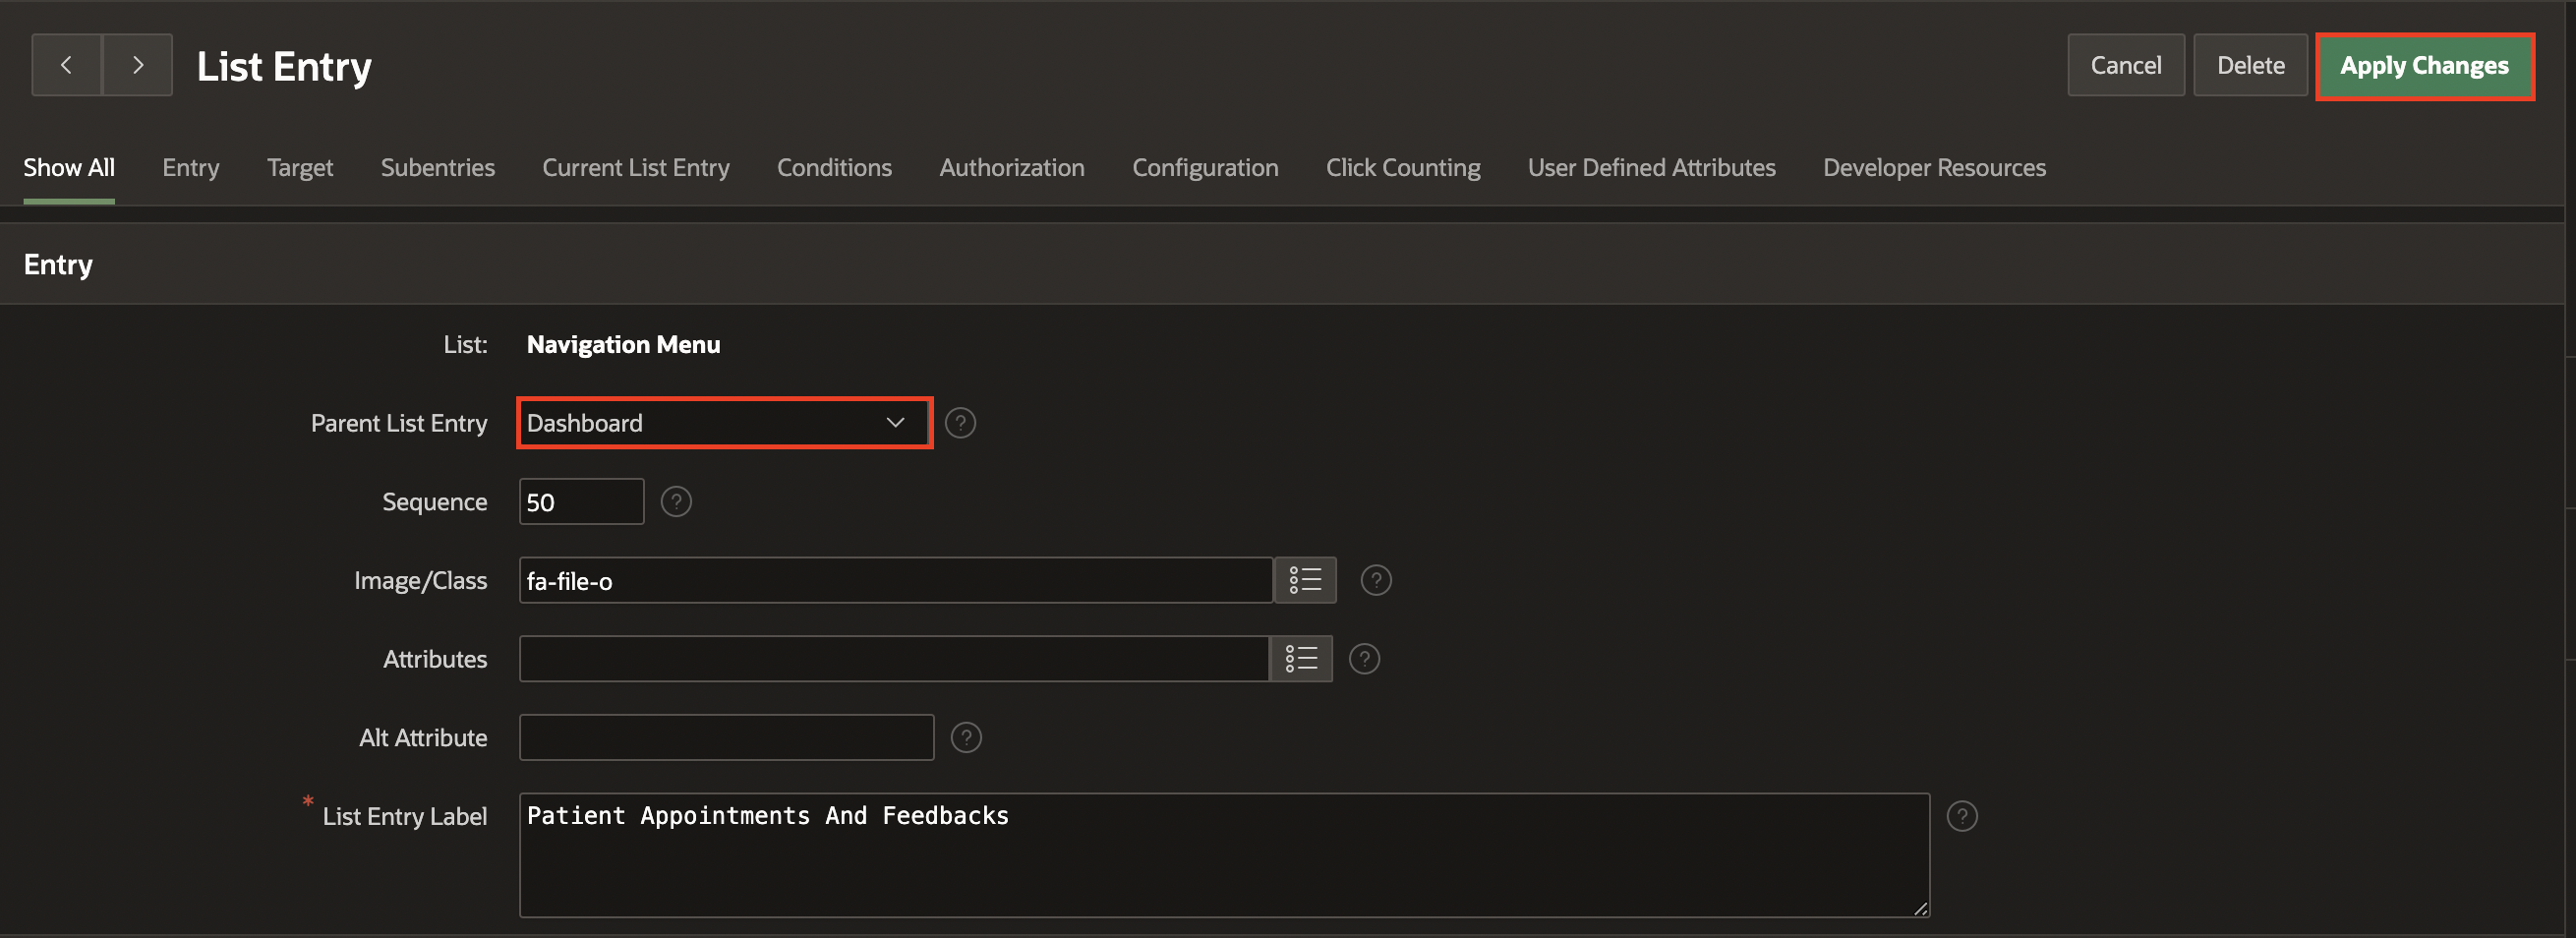 List Entry
Cancel
Delete
Apply Changes
Show All
Entry
Target
Subentries
Current List Entry
Conditions
Authorization
Configuration
Click Counting
User Defined Attributes
Developer Resources
Entry
List: Navigation Menu
Parent List Entry Dashboard ?
Sequence 50 ?
Image/Class fa-file-o ?
Attributes ?
Alt Attribute ?
* List Entry Label Patient Appointments And Feedbacks ?